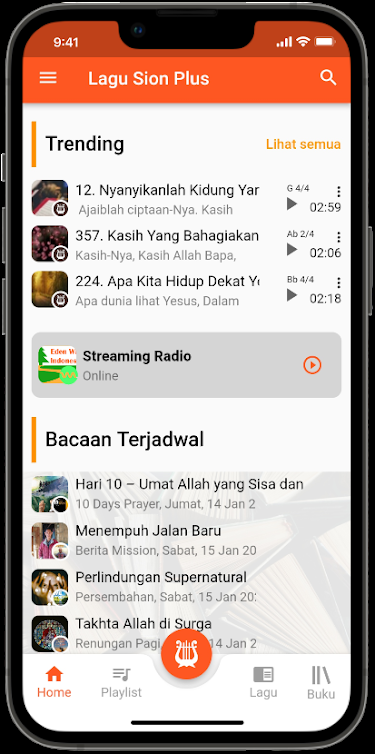 9:41
Lagu Sion Plus
Trending
Lihat semua
12. Nyanyikanlah Kidung Yar
G 4/4
Ajaiblah ciptaan-Nya. Kasih
02:59
357. Kasih Yang Bahagiakan
Ab 2/4
Kasih-Nya, Kasih Allah Bapa,
02:06
224. Apa Kita Hidup Dekat Yo
Bb 4/4
Apa dunia lihat Yesus, Dalam
02:18
Eden W
Indones
Streaming Radio
Online
Bacaan Terjadwal
Hari 10 – Umat Allah yang Sisa dan
10 Days Prayer, Jumat, 14 Jan 2
Menempuh Jalan Baru
Berita Mission, Sabat, 15 Jan 20
Perlindungan Supernatural
Persembahan, Sabat, 15 Jan 20
Takhta Allah di Surga
Renungan Pagi, 14 Jan 2
Home
Playlist
Lagu
Buku